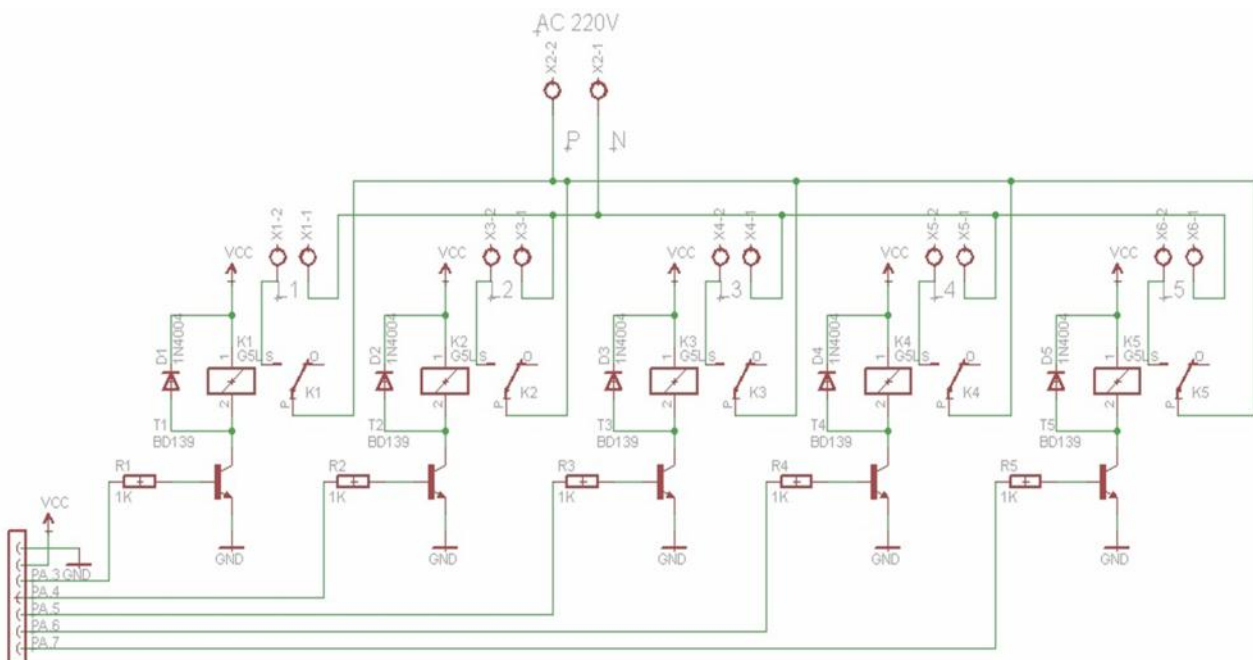 AC 220V
X2-2 X2-1
P N
X1-2 X1-1 X3-2 X3-1 X4-2 X4-1 X5-2 X5-1 X6-2 X6-1
VCC VCC VCC VCC VCC
1 2 3 4 5
D1 1N4004 D2 1N4004 D3 1N4004 D4 1N4004 D5 1N4004
K1 K2 K3 K4 K5
G5L S O G5L S O G5L S O G5L S O G5L S O
1 1 1 1 1
K1 K2 K3 K4 K5
2 P 2 P 2 P 2 P 2 P
T1 T2 T3 T4 T5
BD139 BD139 BD139 BD139 BD139
R1 R2 R3 R4 R5
1K 1K 1K 1K 1K
VCC
GND GND GND GND GND
GND
PA.3
PA.4
PA.5
PA.6
PA.7